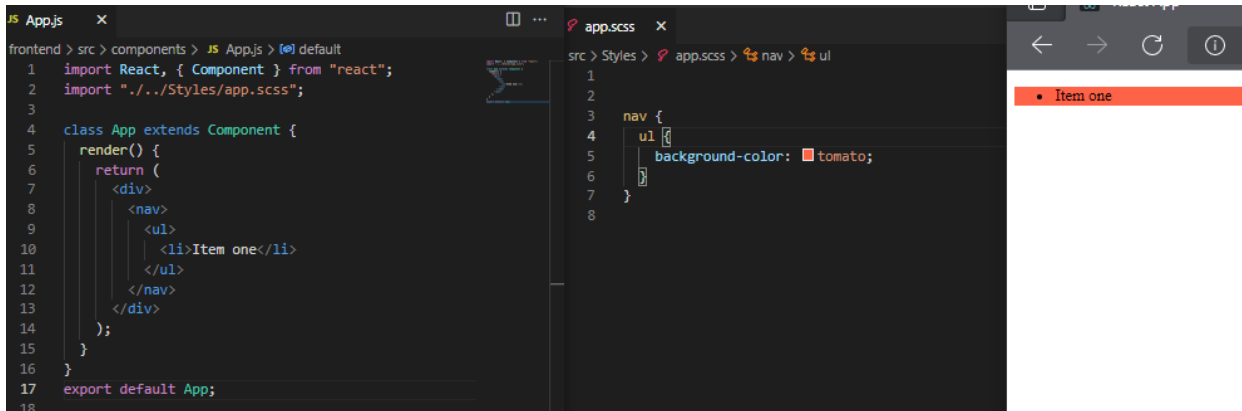 JS App.js ×
frontend > src > components > JS App.js > default
1 import React, { Component } from "react";
2 import "./../Styles/app.scss";
3
4 class App extends Component {
5 render() {
6 return (
7 <div>
8 <nav>
9 <ul>
10 <li>Item one</li>
11 </ul>
12 </nav>
13 </div>
14 );
15 }
16 }
17 export default App;
18
app.scss ×
src > Styles > app.scss > nav > ul
1
2
3 nav {
4 ul {
5 background-color: tomato;
6 }
7 }
8
React App
• Item one